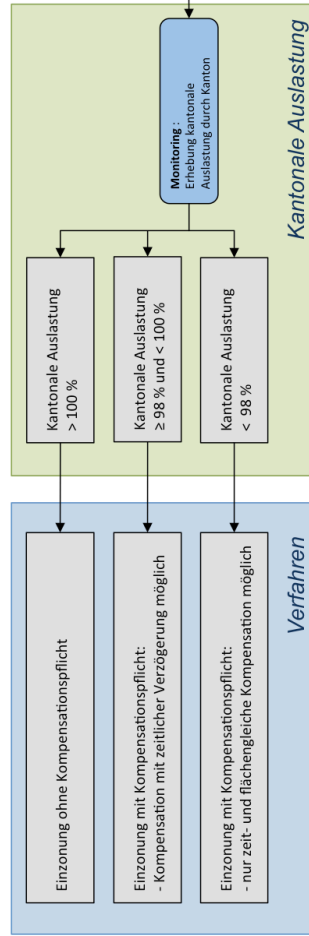 Kantonale Auslastung
Monitoring :
Erhebung kantonale
Auslastung durch Kanton
Kantonale Auslastung
> 100 %
Kantonale Auslastung
≥ 98 % und < 100 %
Kantonale Auslastung
< 98 %
Verfahren
Einzonung ohne Kompensationspflicht
Einzonung mit Kompensationspflicht:
- Kompensation mit zeitlicher Verzögerung möglich
Einzonung mit Kompensationspflicht:
- nur zeit- und flächengleiche Kompensation möglich